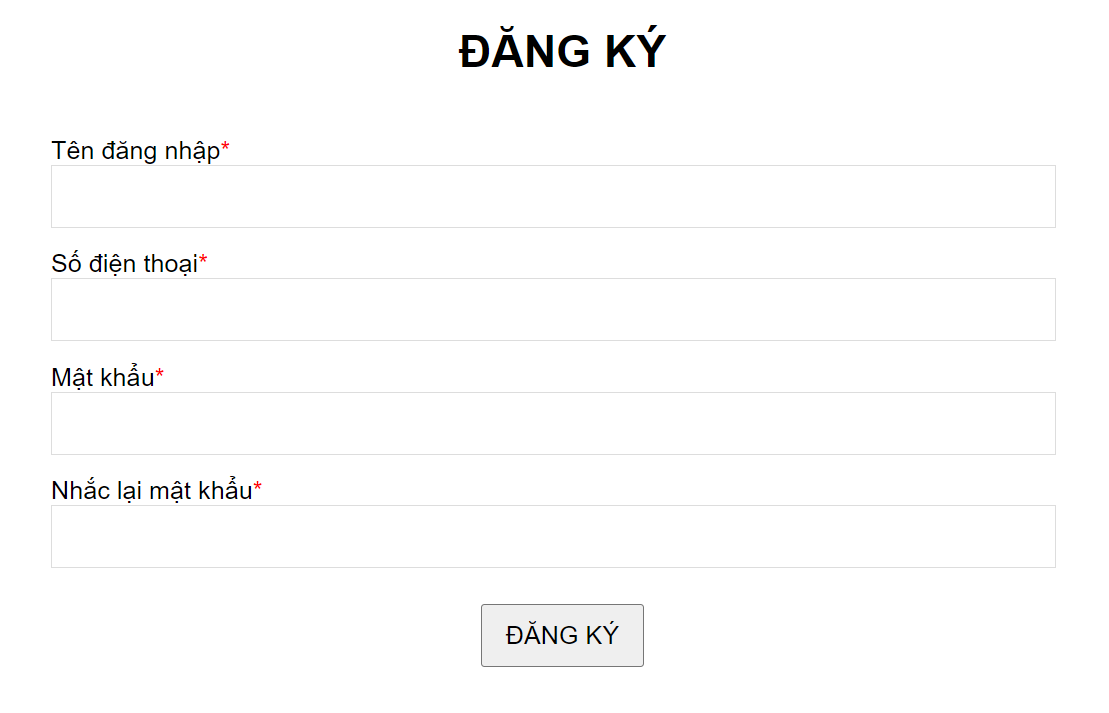 ĐĂNG KÝ
Tên đăng nhập*
Số điện thoại*
Mật khẩu*
Nhắc lại mật khẩu*
ĐĂNG KÝ